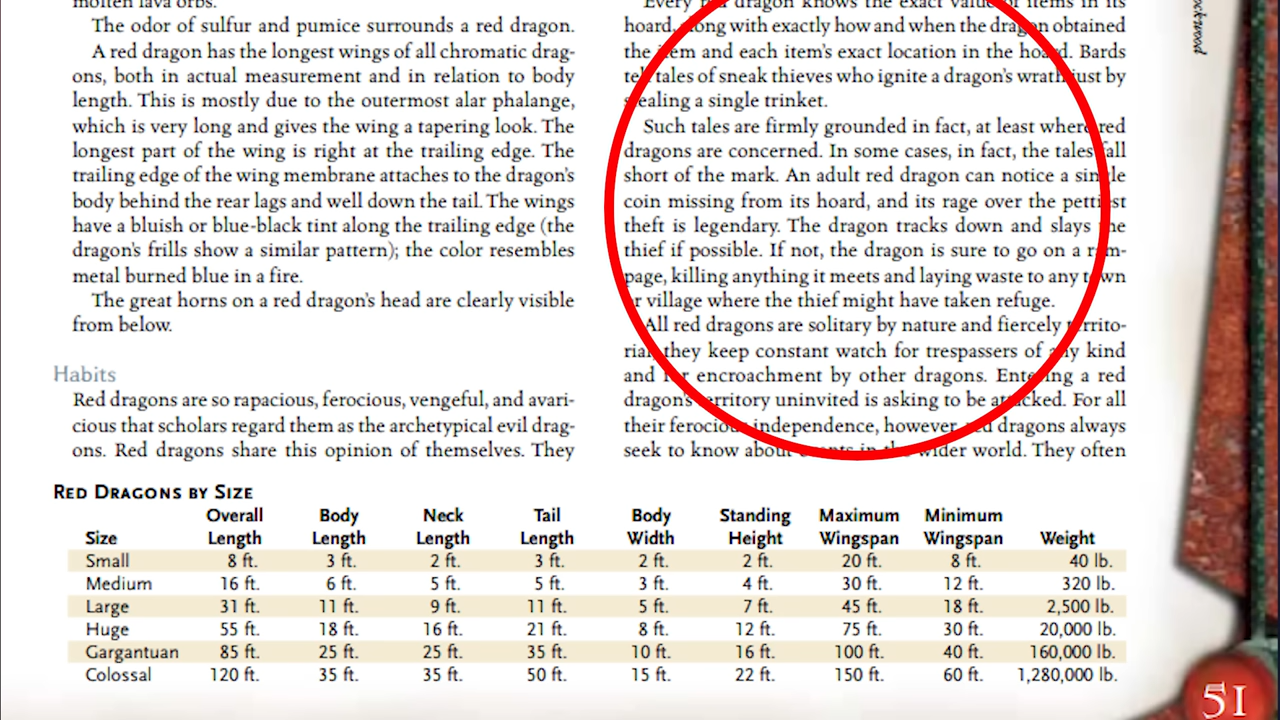 molten lava orbs.
The odor of sulfur and pumice surrounds a red dragon.
A red dragon has the longest wings of all chromatic drag-
ons, both in actual measurement and in relation to body
length. This is mostly due to the outermost alar phalange,
which is very long and gives the wing a tapering look. The
longest part of the wing is right at the trailing edge. The
trailing edge of the wing membrane attaches to the dragon's
body behind the rear lags and well down the tail. The wings
have a bluish or blue-black tint along the trailing edge (the
dragon's frills show a similar pattern); the color resembles
metal burned blue in a fire.
The great horns on a red dragon's head are clearly visible
from below.
Habits
Red dragons are so rapacious, ferocious, vengeful, and avari-
cious that scholars regard them as the archetypical evil drag-
ons. Red dragons share this opinion of themselves. They
Every red dragon knows the exact value of items in its
hoard, along with exactly how and when the dragon obtained
the item and each item's exact location in the hoard. Bards
tell tales of sneak thieves who ignite a dragon's wrath just by
stealing a single trinket.
Such tales are firmly grounded in fact, at least where red
dragons are concerned. In some cases, in fact, the tales fall
short of the mark. An adult red dragon can notice a single
coin missing from its hoard, and its rage over the pettiest
theft is legendary. The dragon tracks down and slays the
thief if possible. If not, the dragon is sure to go on a ram-
page, killing anything it meets and laying waste to any town
or village where the thief might have taken refuge.
All red dragons are solitary by nature and fiercely territo-
rial; they keep constant watch for trespassers of any kind
and for encroachment by other dragons. Entering a red
dragon's territory uninvited is asking to be attacked. For all
their ferocious independence, however, red dragons always
seek to know about events in the wider world. They often
RED DRAGONS BY SIZE
Overall Body Neck Tail Body Standing Maximum Minimum
Size Length Length Length Length Width Height Wingspan Wingspan Weight
Small 8 ft. 3 ft. 2 ft. 3 ft. 2 ft. 2 ft. 20 ft. 8 ft. 40 lb.
Medium 16 ft. 6 ft. 5 ft. 5 ft. 3 ft. 4 ft. 30 ft. 12 ft. 320 lb.
Large 31 ft. 11 ft. 9 ft. 11 ft. 5 ft. 7 ft. 45 ft. 18 ft. 2,500 lb.
Huge 55 ft. 18 ft. 16 ft. 21 ft. 8 ft. 12 ft. 75 ft. 30 ft. 20,000 lb.
Gargantuan 85 ft. 25 ft. 25 ft. 35 ft. 10 ft. 16 ft. 100 ft. 40 ft. 160,000 lb.
Colossal 120 ft. 35 ft. 35 ft. 50 ft. 15 ft. 22 ft. 150 ft. 60 ft. 1,280,000 lb.
51